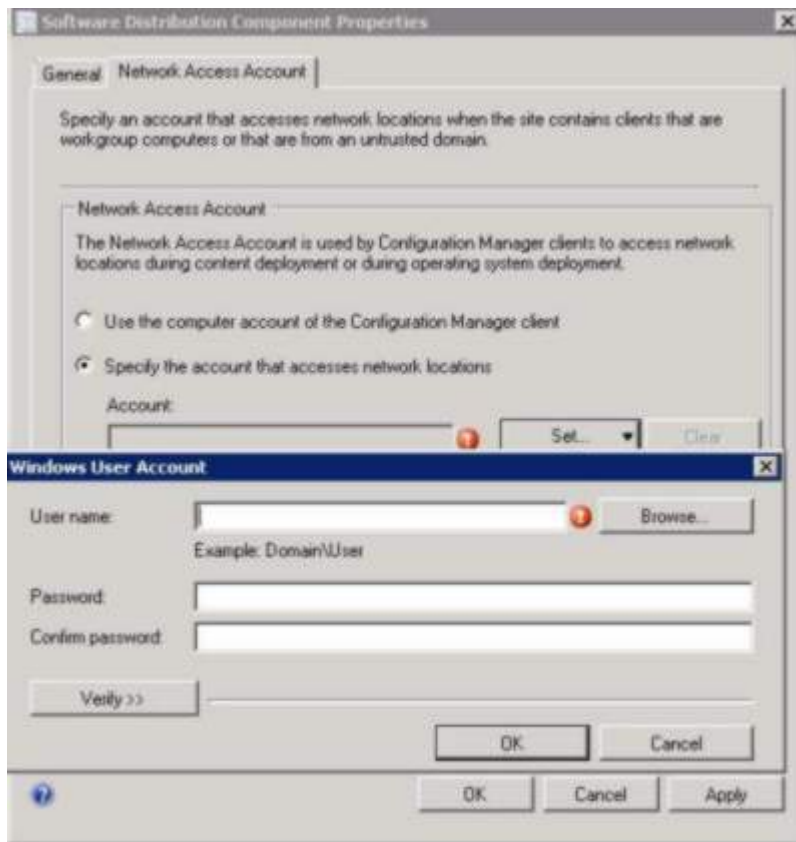 Software Distribution Component Properties
General
Network Access Account
Specify an account that accesses network locations when the site contains clients that are
workgroup computers or that are from an untrusted domain.
Network Access Account
The Network Access Account is used by Configuration Manager clients to access network
locations during content deployment or during operating system deployment.
Use the computer account of the Configuration Manager client
Specify the account that accesses network locations
Account:
Set...
Clear
Windows User Account
User name:
Browse...
Example: Domain\User
Password:
Confirm password:
Verify >>
OK
Cancel
OK
Cancel
Apply